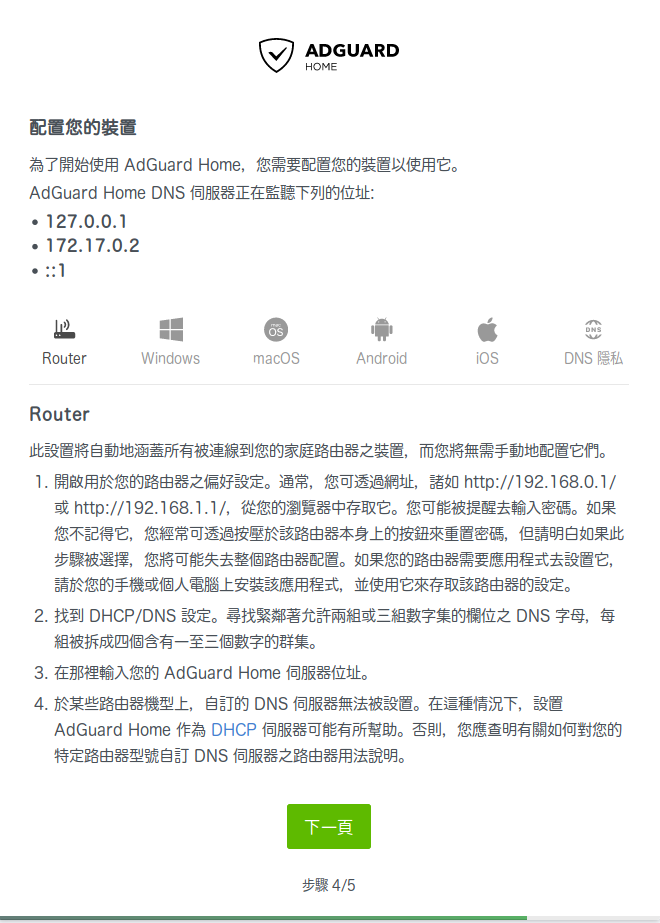 ADGUARD
HOME
配置您的裝置
為了開始使用 AdGuard Home，您需要配置您的裝置以使用它。
AdGuard Home DNS 伺服器正在監聽下列的位址:
• 127.0.0.1
• 172.17.0.2
• ::1
mac
OS
DNS
Router Windows macOS Android iOS DNS 隱私
Router
此設置將自動地涵蓋所有被連線到您的家庭路由器之裝置，而您將無需手動地配置它們。
1. 開啟用於您的路由器之偏好設定。通常，您可透過網址，諸如 http://192.168.0.1/
或 http://192.168.1.1/，從您的瀏覽器中存取它。您可能被提醒去輸入密碼。如果
您不記得它，您經常可透過按壓於該路由器本身上的按鈕來重置密碼，但請明白如果此
步驟被選擇，您將可能失去整個路由器配置。如果您的路由器需要應用程式去設置它，
請於您的手機或個人電腦上安裝該應用程式，並使用它來存取該路由器的設定。
2. 找到 DHCP/DNS 設定。尋找緊鄰著允許兩組或三組數字集的欄位之 DNS 字母，每
組被拆成四個含有一至三個數字的群集。
3. 在那裡輸入您的 AdGuard Home 伺服器位址。
4. 於某些路由器機型上，自訂的 DNS 伺服器無法被設置。在這種情況下，設置
AdGuard Home 作為 DHCP 伺服器可能有所幫助。否則，您應查明有關如何對您的
特定路由器型號自訂 DNS 伺服器之路由器用法說明。
下一頁
步驟 4/5